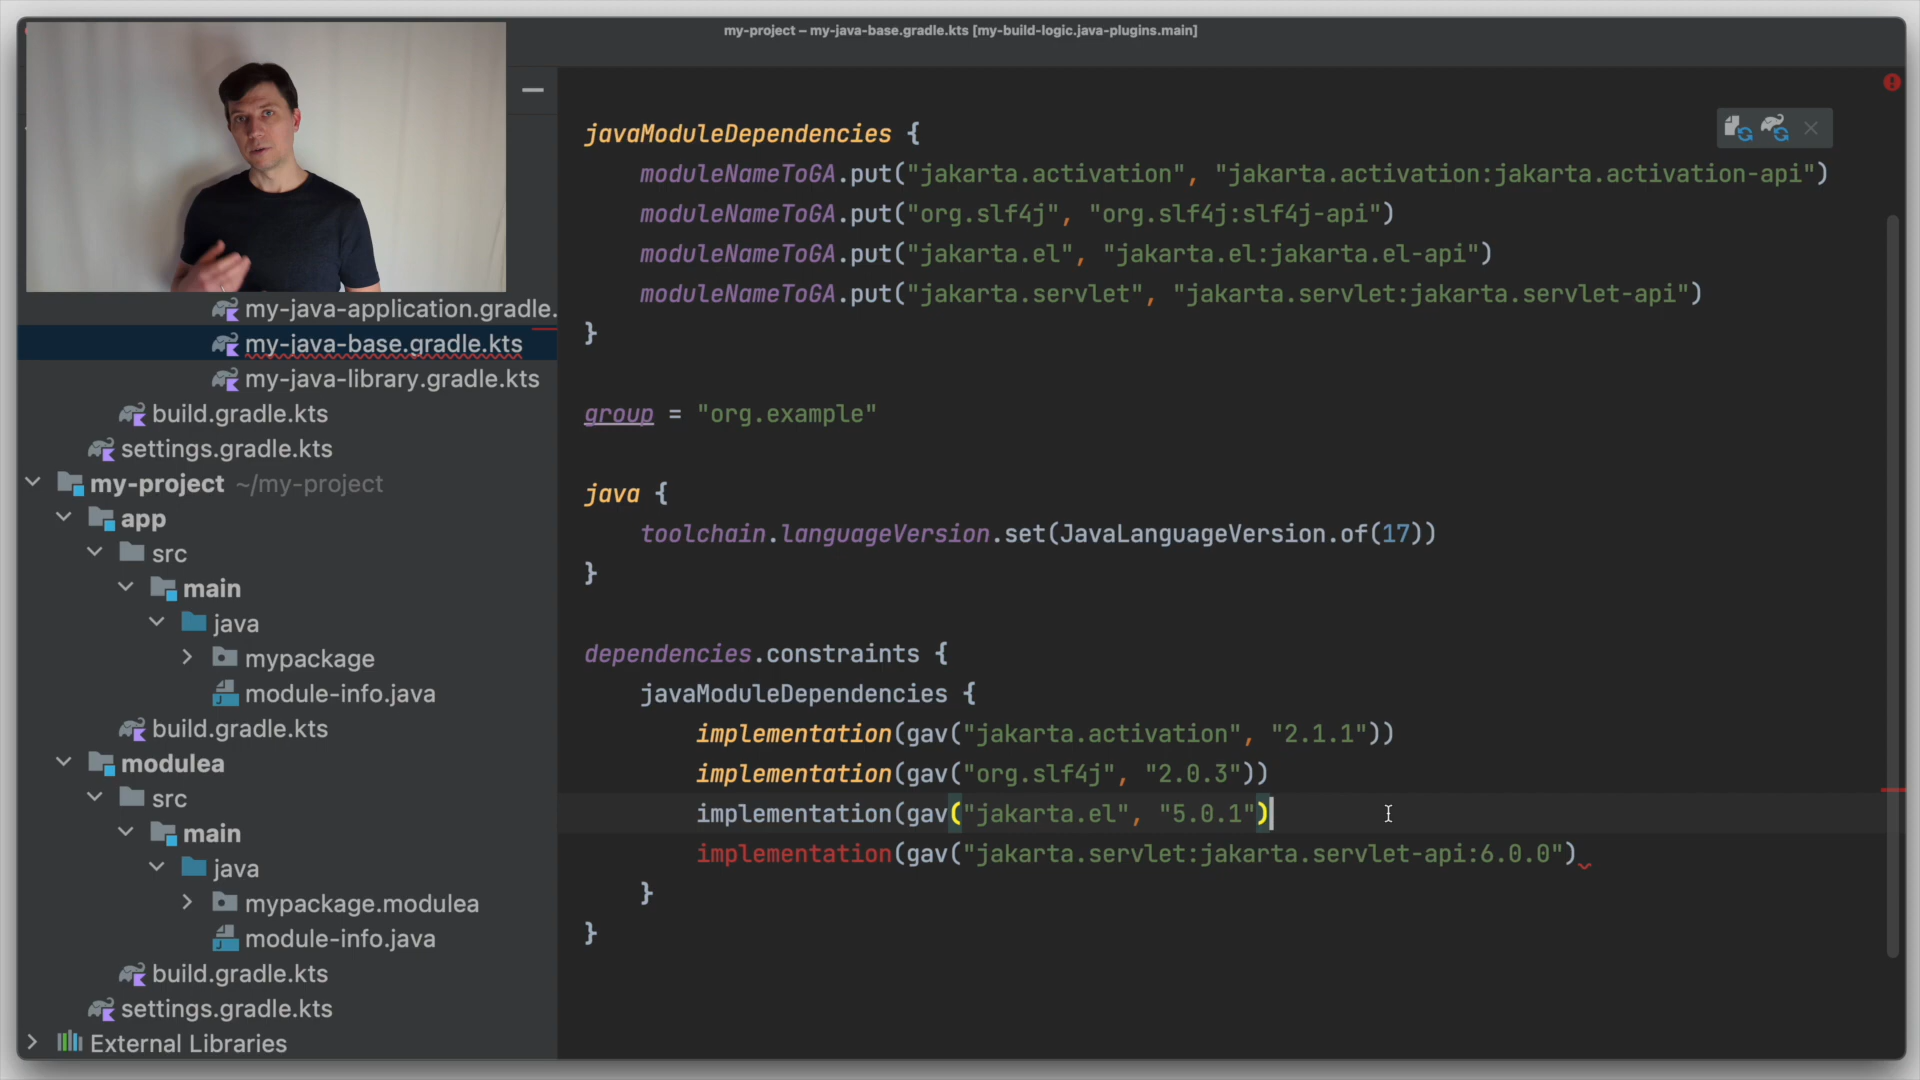 my-project – my-java-base.gradle.kts [my-build-logic.java-plugins.main]
my-java-application.gradle.
my-java-base.gradle.kts
my-java-library.gradle.kts
build.gradle.kts
settings.gradle.kts
my-project ~/my-project
app
src
main
java
mypackage
module-info.java
build.gradle.kts
modulea
src
main
java
mypackage.modulea
module-info.java
build.gradle.kts
settings.gradle.kts
External Libraries
javaModuleDependencies {
moduleNameToGA.put("jakarta.activation", "jakarta.activation:jakarta.activation-api")
moduleNameToGA.put("org.slf4j", "org.slf4j:slf4j-api")
moduleNameToGA.put("jakarta.el", "jakarta.el:jakarta.el-api")
moduleNameToGA.put("jakarta.servlet", "jakarta.servlet:jakarta.servlet-api")
}
group = "org.example"
java {
toolchain.languageVersion.set(JavaLanguageVersion.of(17))
}
dependencies.constraints {
javaModuleDependencies {
implementation(gav("jakarta.activation", "2.1.1"))
implementation(gav("org.slf4j", "2.0.3"))
implementation(gav("jakarta.el", "5.0.1")
implementation(gav("jakarta.servlet:jakarta.servlet-api:6.0.0")
}
}